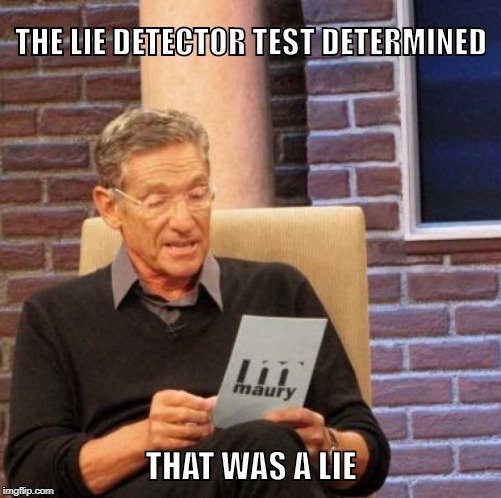 THE LIE DETECTOR TEST DETERMINED
maury
THAT WAS A LIE
imgflip.com